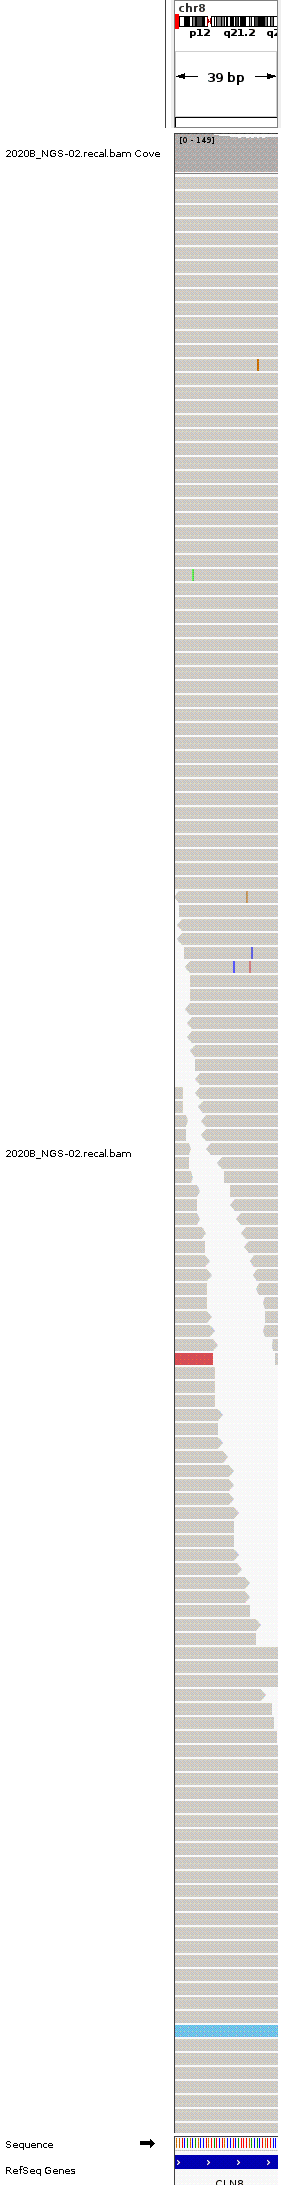 chr8
p12 q21.2 q2
39 bp
[0 - 149]
2020B_NGS-02.recal.bam Cove
2020B_NGS-02.recal.bam
Sequence
RefSeq Genes
CLN8